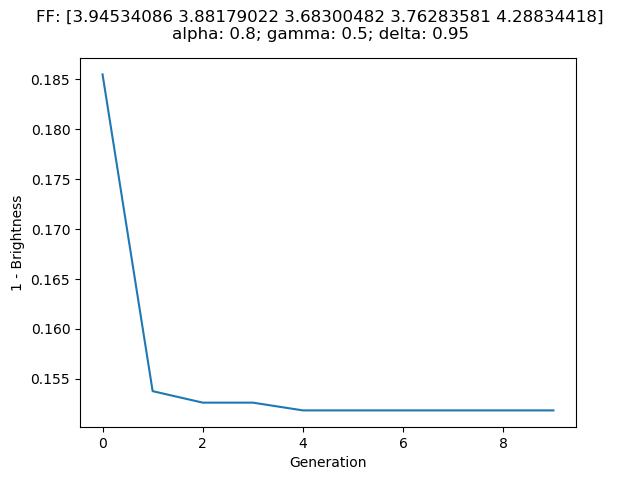 FF: [3.94534086 3.88179022 3.68300482 3.76283581 4.28834418]
alpha: 0.8; gamma: 0.5; delta: 0.95
0.185
0.180
0.175
0.170
0.165
0.160
0.155
1 - Brightness
0 2 4 6 8
Generation